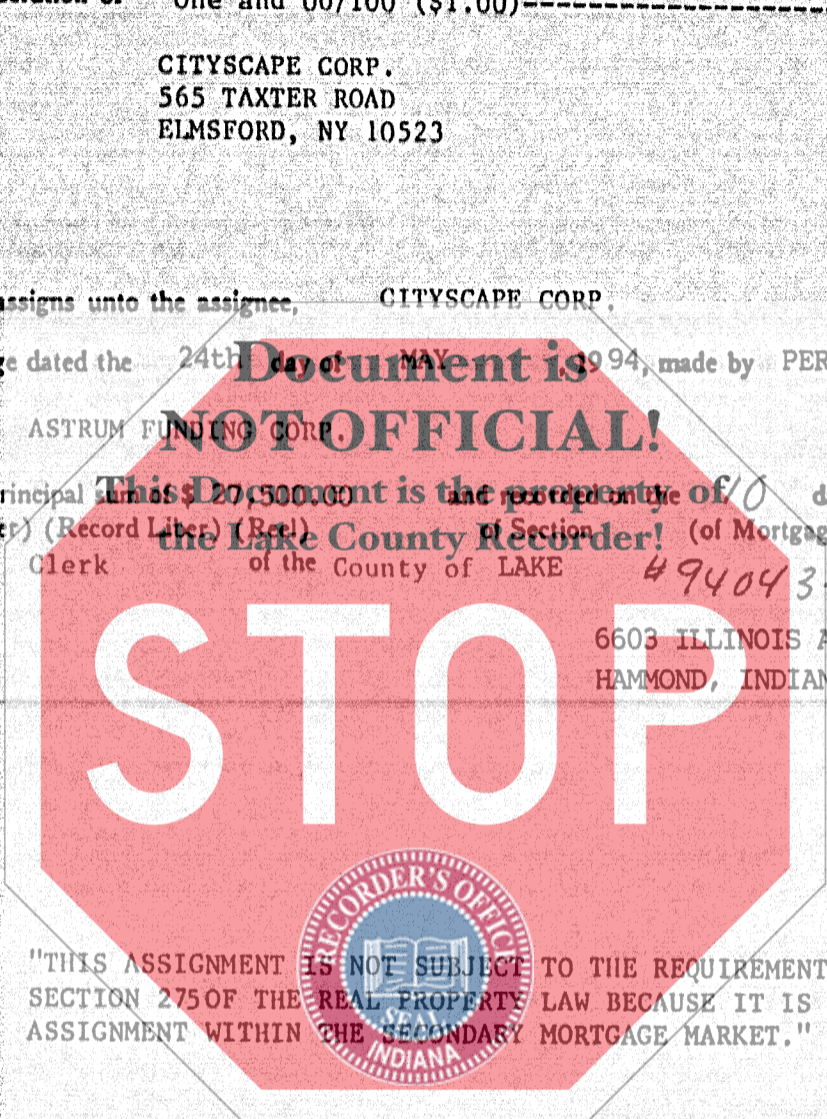 One and 00/100 ($1.00)
CITYSCAPE CORP.
565 TAXTER ROAD
ELMSFORD, NY 10523
assigns unto the assignee, CITYSCAPE CORP.
dated the 24th day of MAY 1994, made by PER
Document is
ASTRUM FUNDING CORP.
NOT OFFICIAL!
rincipal sum of $ 27,500.00 and recorded on the 10 d
This Document is the property of
(Record Liber) (Reel) of Section (of Mortgag
the Lake County Recorder!
Clerk of the County of LAKE #94043
STOP
6603 ILLINOIS A
HAMMOND, INDIAN
RECORDER'S OFFICE
SEAL
INDIANA
"THIS ASSIGNMENT IS NOT SUBJECT TO THE REQUIREMENT
SECTION 275 OF THE REAL PROPERTY LAW BECAUSE IT IS
ASSIGNMENT WITHIN THE SECONDARY MORTGAGE MARKET."